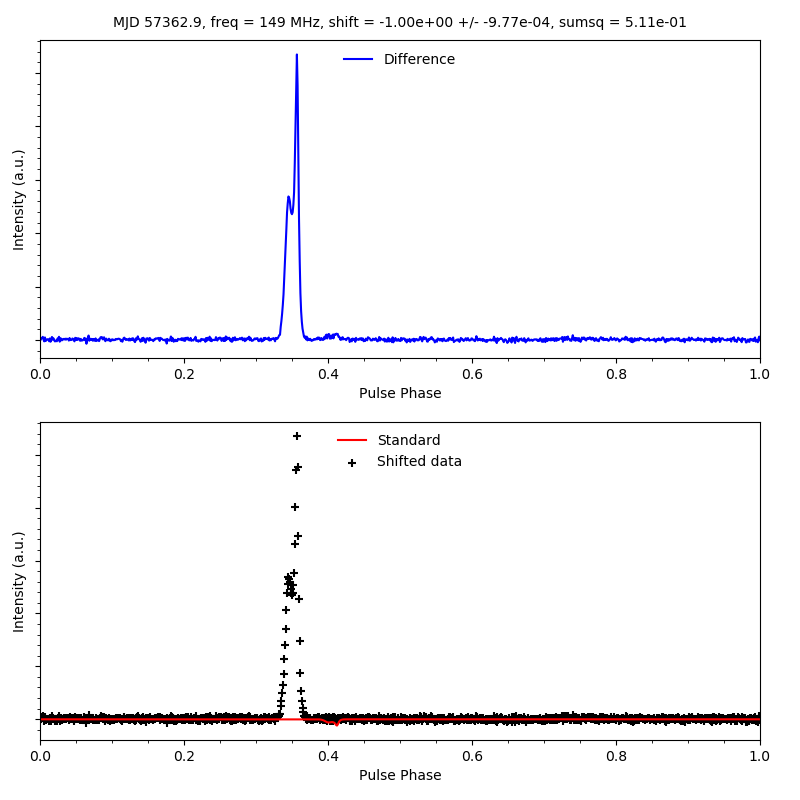 MJD 57362.9, freq = 149 MHz, shift = -1.00e+00 +/- -9.77e-04, sumsq = 5.11e-01
Difference
Intensity (a.u.)
0.0 0.2 0.4 0.6 0.8 1.0
Pulse Phase
Standard
Shifted data
Intensity (a.u.)
0.0 0.2 0.4 0.6 0.8 1.0
Pulse Phase